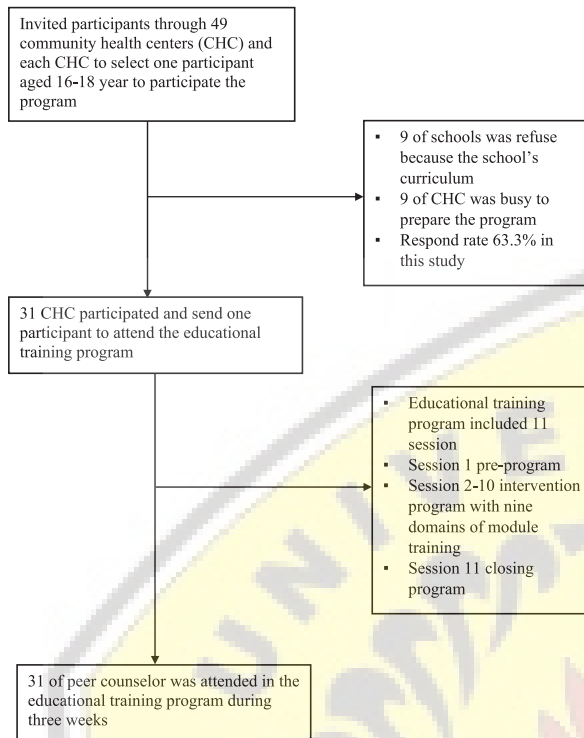 Invited participants through 49
community health centers (CHC) and
each CHC to select one participant
aged 16-18 year to participate the
program
▪ 9 of schools was refuse
because the school's
curriculum
▪ 9 of CHC was busy to
prepare the program
▪ Respond rate 63.3% in
this study
31 CHC participated and send one
participant to attend the educational
training program
▪ Educational training
program included 11
session
▪ Session 1 pre-program
▪ Session 2-10 intervention
program with nine
domains of module
training
▪ Session 11 closing
program
31 of peer counselor was attended in the
educational training program during
three weeks
UNIVE